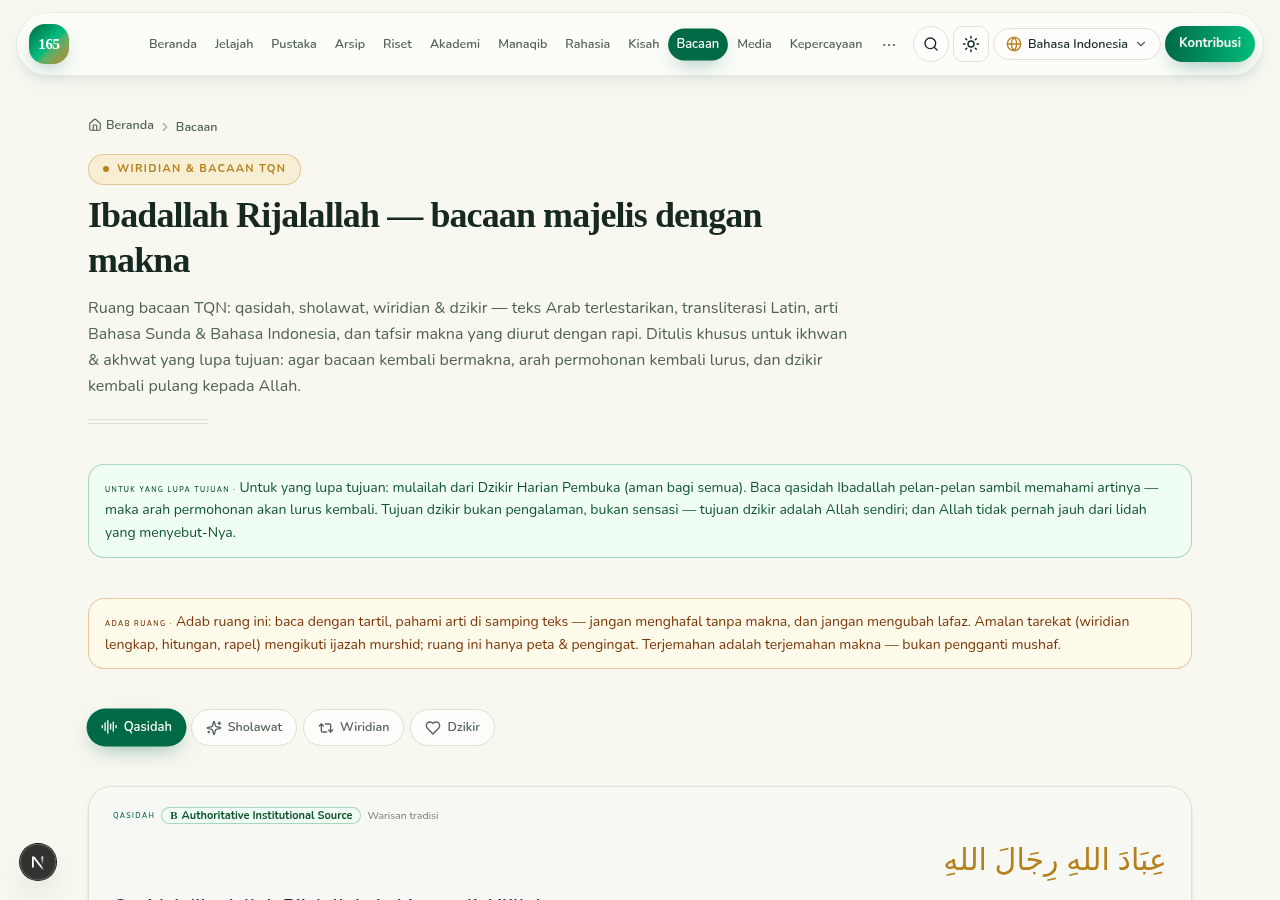 165
Beranda Jelajah Pustaka Arsip Riset Akademi Manaqib Rahasia Kisah Bacaan Media Kepercayaan ... Bahasa Indonesia Kontribusi
Beranda > Bacaan
WIRIDIAN & BACAAN TQN
Ibadallah Rijalallah — bacaan majelis dengan
makna
Ruang bacaan TQN: qasidah, sholawat, wiridian & dzikir — teks Arab terlestarikan, transliterasi Latin, arti
Bahasa Sunda & Bahasa Indonesia, dan tafsir makna yang diurut dengan rapi. Ditulis khusus untuk ikhwan
& akhwat yang lupa tujuan: agar bacaan kembali bermakna, arah permohonan kembali lurus, dan dzikir
kembali pulang kepada Allah.
UNTUK YANG LUPA TUJUAN · Untuk yang lupa tujuan: mulailah dari Dzikir Harian Pembuka (aman bagi semua). Baca qasidah Ibadallah pelan-pelan sambil memahami artinya —
maka arah permohonan akan lurus kembali. Tujuan dzikir bukan pengalaman, bukan sensasi — tujuan dzikir adalah Allah sendiri; dan Allah tidak pernah jauh dari lidah
yang menyebut-Nya.
ADAB RUANG · Adab ruang ini: baca dengan tartil, pahami arti di samping teks — jangan menghafal tanpa makna, dan jangan mengubah lafaz. Amalan tarekat (wiridian
lengkap, hitungan, rapel) mengikuti ijazah murshid; ruang ini hanya peta & pengingat. Terjemahan adalah terjemahan makna — bukan pengganti mushaf.
Qasidah Sholawat Wiridian Dzikir
QASIDAH B Authoritative Institutional Source Warisan tradisi
عِبَادَ اللهِ رِجَالَ اللهِ
N